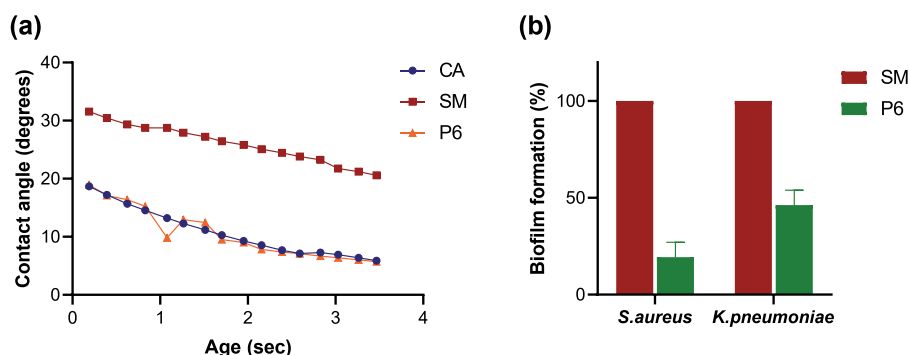 (a)
Contact angle (degrees)
40
30
20
10
0
0 1 2 3 4
Age (sec)
CA
SM
P6
(b)
Biofilm formation (%)
100
50
0
S.aureus K.pneumoniae
SM
P6